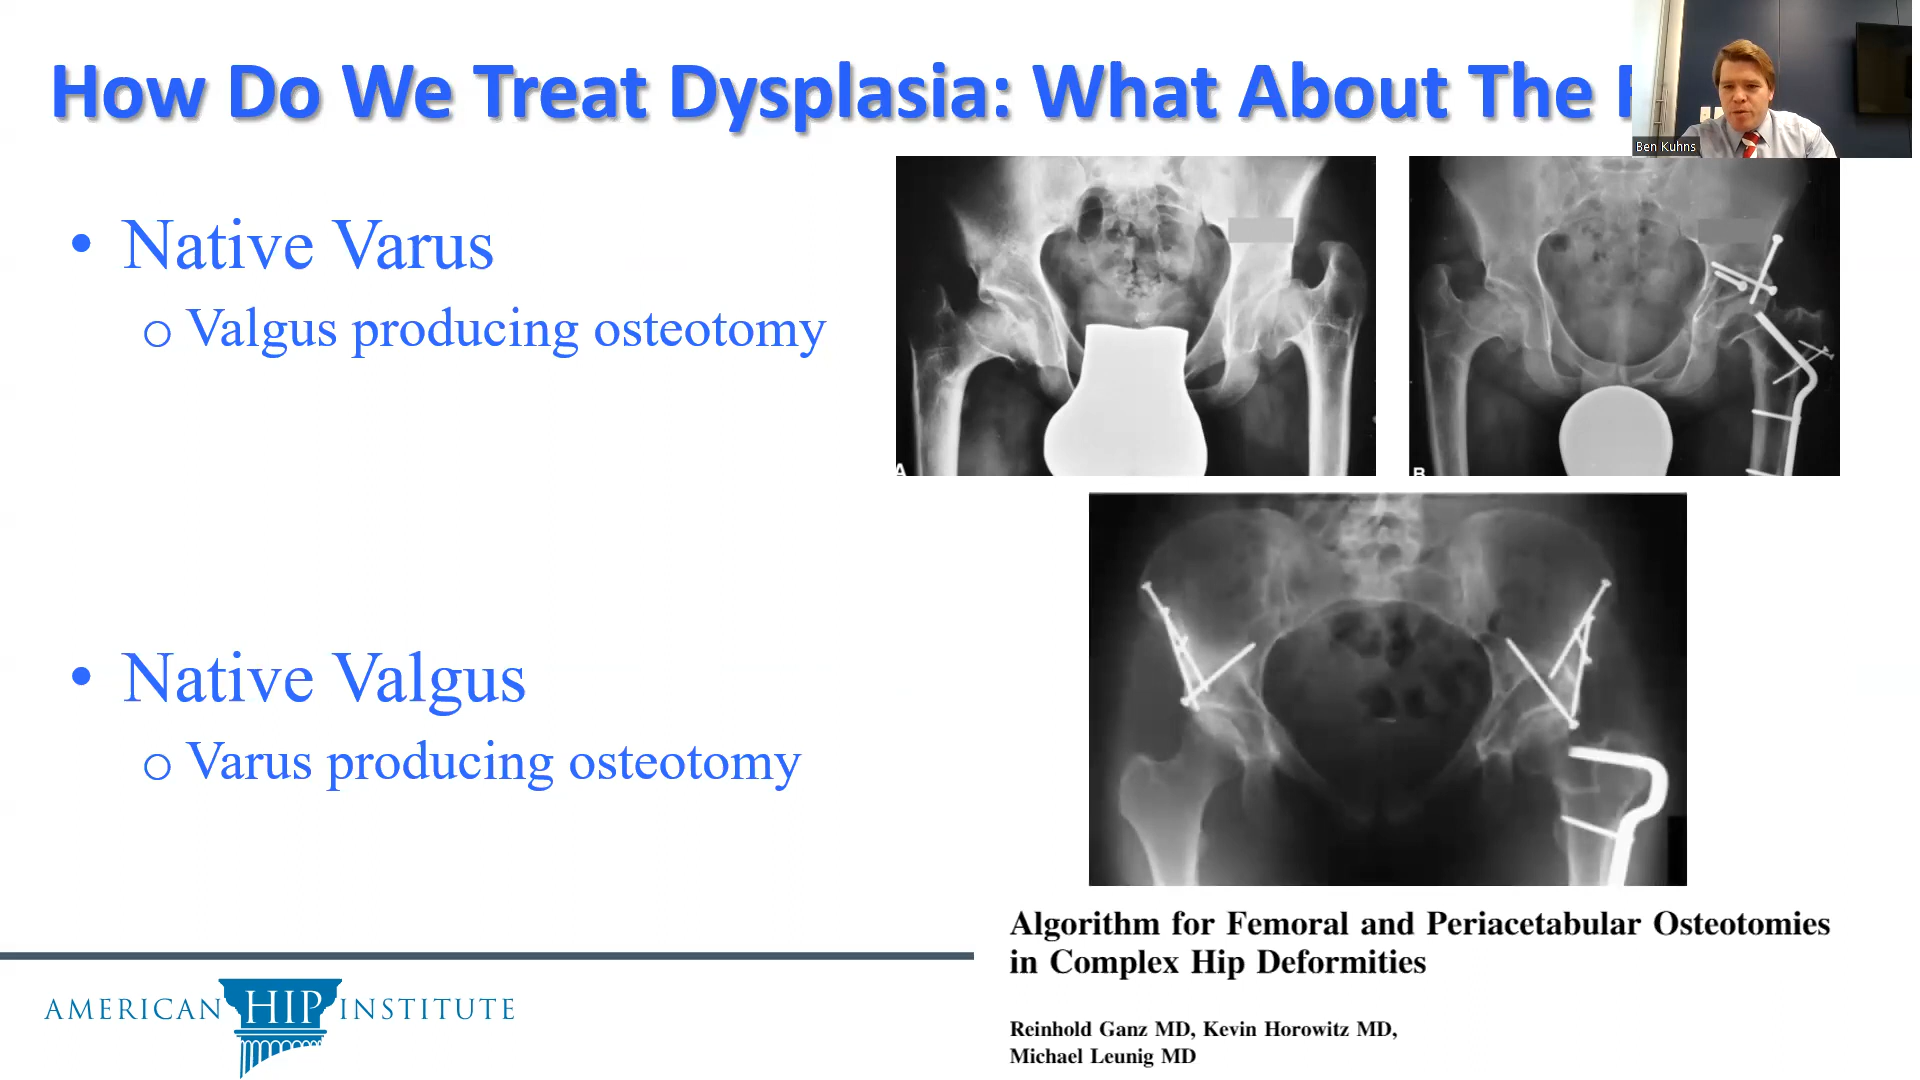 How Do We Treat Dysplasia: What About The
Ben Kuhns
• Native Varus
o Valgus producing osteotomy
A
B
• Native Valgus
o Varus producing osteotomy
Algorithm for Femoral and Periacetabular Osteotomies
in Complex Hip Deformities
Reinhold Ganz MD, Kevin Horowitz MD,
Michael Leunig MD
AMERICAN HIP INSTITUTE